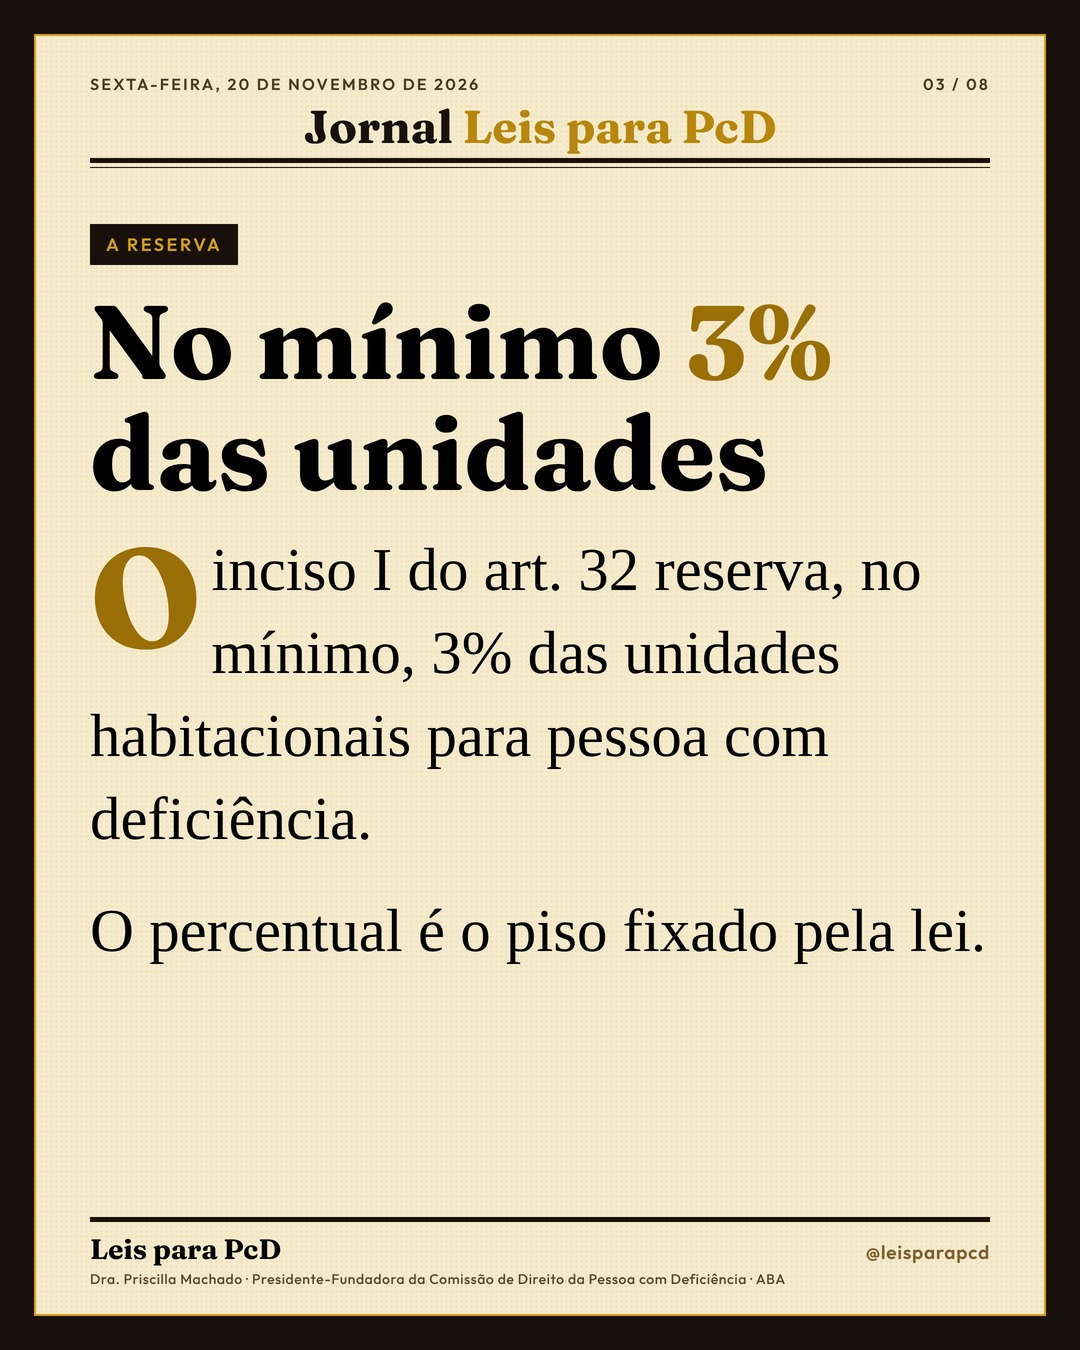 SEXTA-FEIRA, 20 DE NOVEMBRO DE 2026
03 / 08
Jornal Leis para PcD
A RESERVA
No mínimo 3%
das unidades
O inciso I do art. 32 reserva, no
mínimo, 3% das unidades
habitacionais para pessoa com
deficiência.
O percentual é o piso fixado pela lei.
Leis para PcD
@leisparapcd
Dra. Priscilla Machado · Presidente-Fundadora da Comissão de Direito da Pessoa com Deficiência · ABA